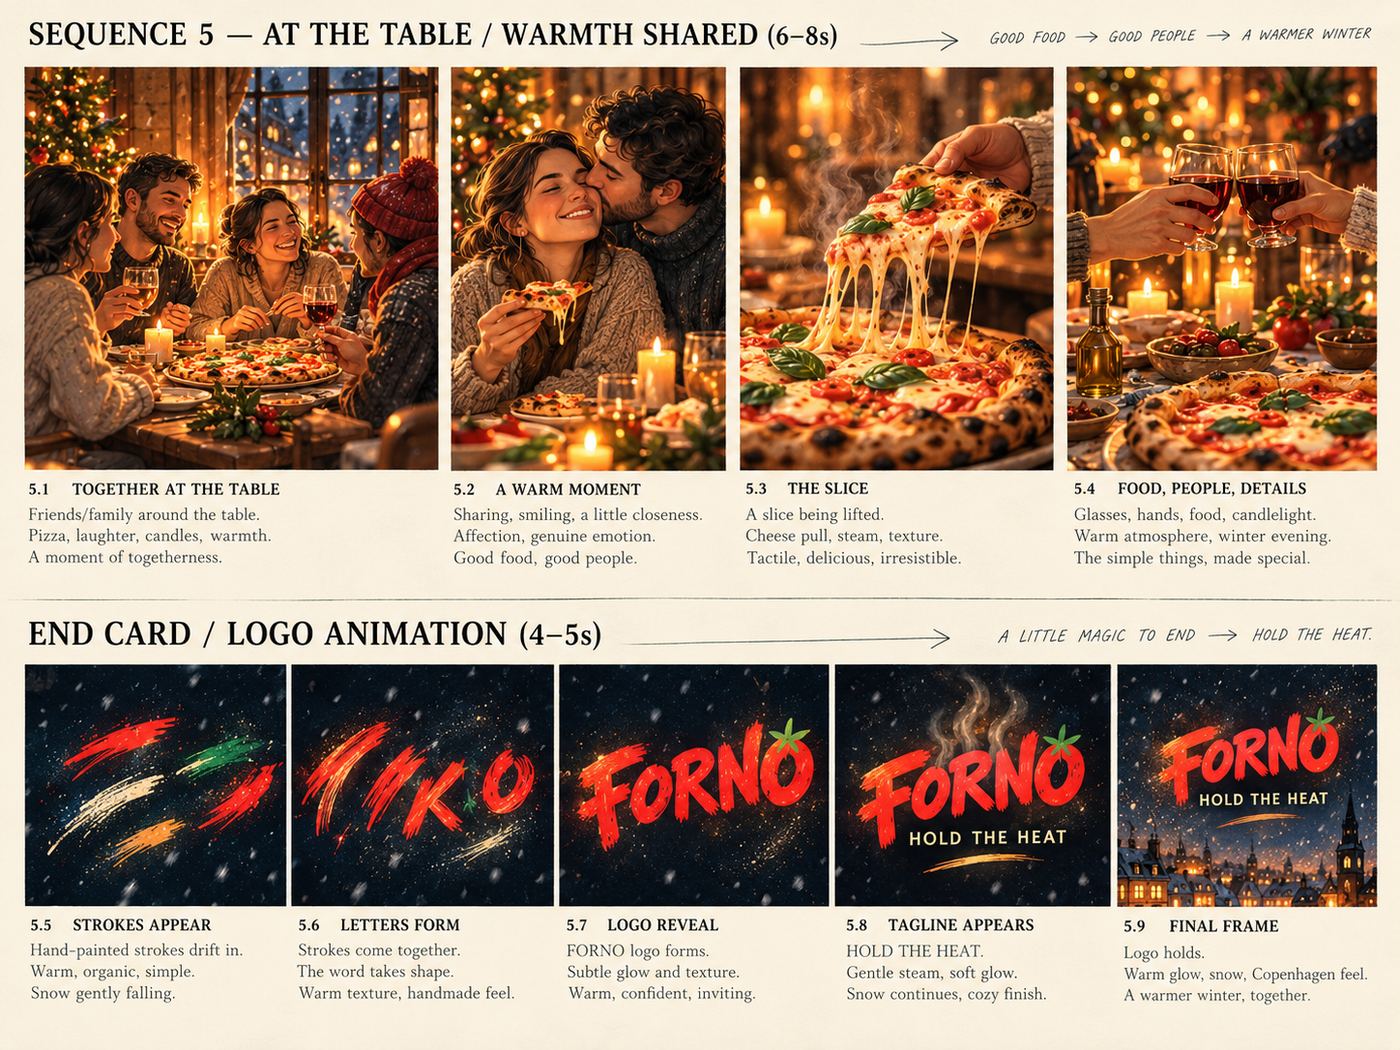 SEQUENCE 5 — AT THE TABLE / WARMTH SHARED (6–8s)
GOOD FOOD → GOOD PEOPLE → A WARMER WINTER
5.1 TOGETHER AT THE TABLE
Friends/family around the table.
Pizza, laughter, candles, warmth.
A moment of togetherness.
5.2 A WARM MOMENT
Sharing, smiling, a little closeness.
Affection, genuine emotion.
Good food, good people.
5.3 THE SLICE
A slice being lifted.
Cheese pull, steam, texture.
Tactile, delicious, irresistible.
5.4 FOOD, PEOPLE, DETAILS
Glasses, hands, food, candlelight.
Warm atmosphere, winter evening.
The simple things, made special.
END CARD / LOGO ANIMATION (4–5s)
A LITTLE MAGIC TO END → HOLD THE HEAT.
K O
FORNO
FORNO
HOLD THE HEAT
FORNO
HOLD THE HEAT
5.5 STROKES APPEAR
Hand-painted strokes drift in.
Warm, organic, simple.
Snow gently falling.
5.6 LETTERS FORM
Strokes come together.
The word takes shape.
Warm texture, handmade feel.
5.7 LOGO REVEAL
FORNO logo forms.
Subtle glow and texture.
Warm, confident, inviting.
5.8 TAGLINE APPEARS
HOLD THE HEAT.
Gentle steam, soft glow.
Snow continues, cozy finish.
5.9 FINAL FRAME
Logo holds.
Warm glow, snow, Copenhagen feel.
A warmer winter, together.